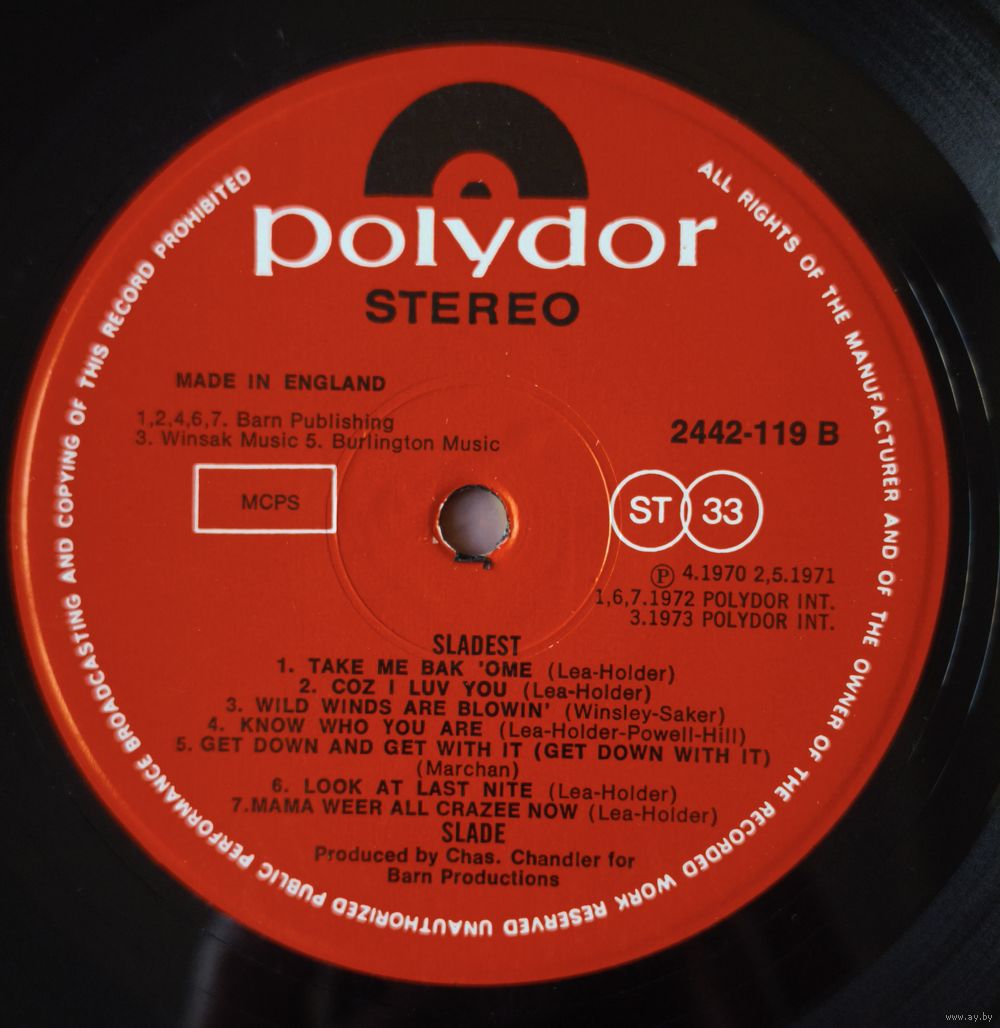 polydor
STEREO
MADE IN ENGLAND
1,2,4,6,7. Barn Publishing
3. Winsak Music 5. Burlington Music
2442-119 B
MCPS
ST 33
Ⓟ 4.1970 2,5.1971
1,6,7.1972 POLYDOR INT.
3.1973 POLYDOR INT.
SLADEST
1. TAKE ME BAK 'OME (Lea-Holder)
2. COZ I LUV YOU (Lea-Holder)
3. WILD WINDS ARE BLOWIN' (Winsley-Saker)
4. KNOW WHO YOU ARE (Lea-Holder-Powell-Hill)
5. GET DOWN AND GET WITH IT (GET DOWN WITH IT)
(Marchan)
6. LOOK AT LAST NITE (Lea-Holder)
7.MAMA WEER ALL CRAZEE NOW (Lea-Holder)
SLADE
Produced by Chas. Chandler for
Barn Productions
ALL RIGHTS OF THE MANUFACTURER AND OF THE OWNER OF THE RECORDED WORK RESERVED UNAUTHORIZED PUBLIC PERFORMANCE BROADCASTING AND COPYING OF THIS RECORD PROHIBITED
www.ay.by